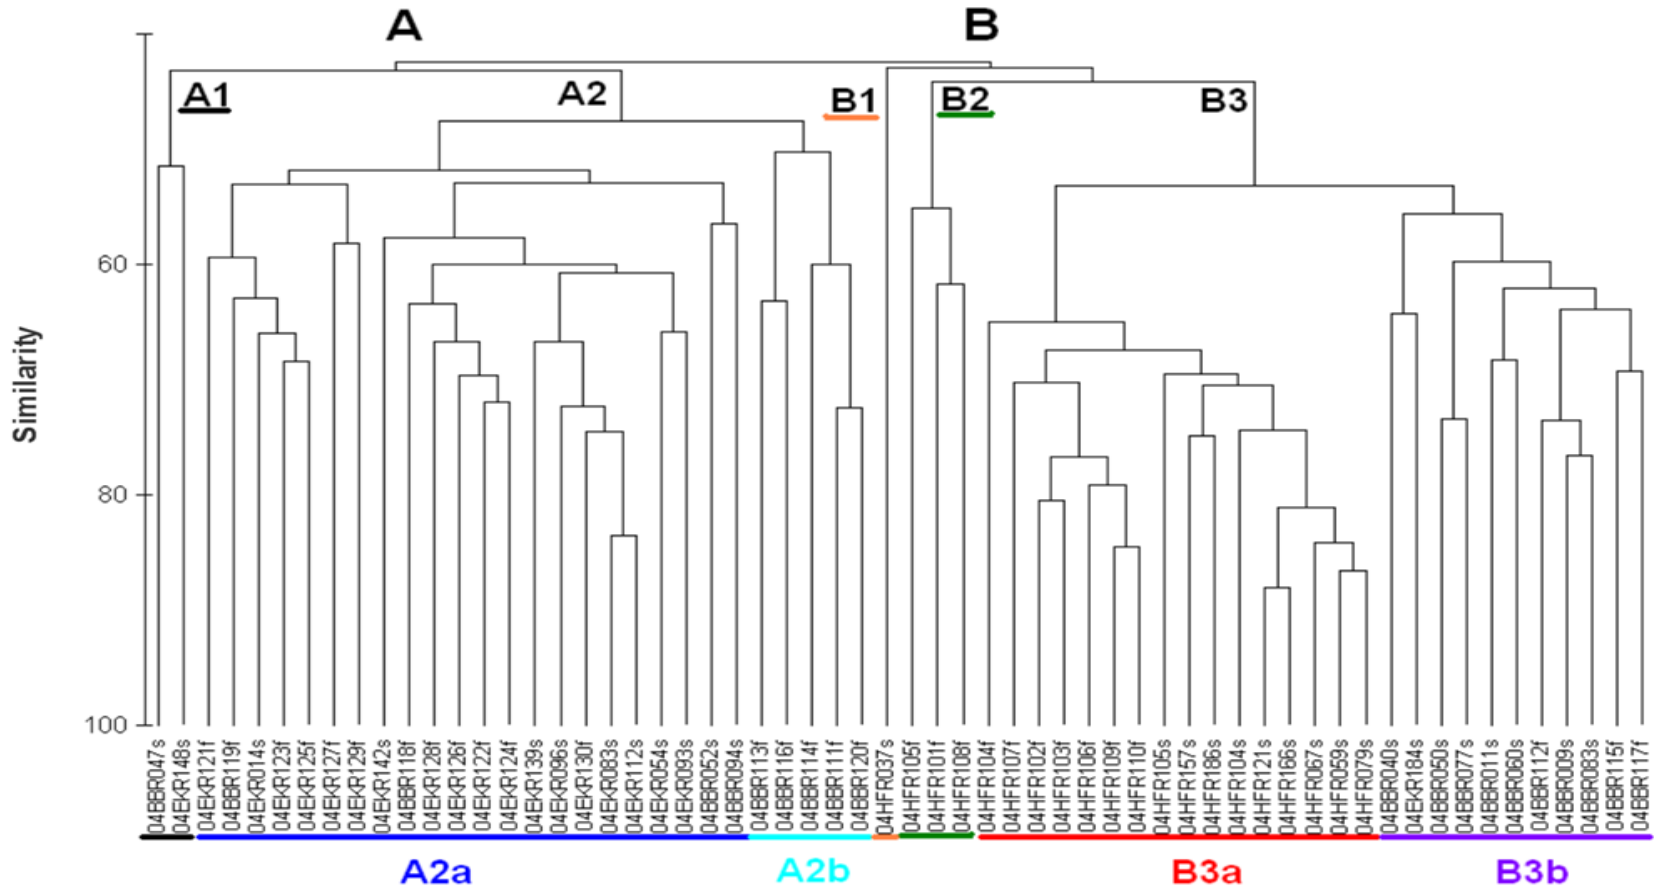 A B
A1 A2 B1 B2 B3
Similarity
60
80
100
04BBR047s
04EKR148s
04EKR121f
04BBR119f
04EKR014s
04EKR123f
04EKR125f
04EKR127f
04EKR129f
04EKR142s
04BBR118f
04EKR128f
04EKR126f
04EKR122f
04EKR124f
04EKR139s
04EKR096s
04EKR130f
04EKR083s
04EKR112s
04EKR054s
04EKR093s
04BBR052s
04BBR094s
04BBR113f
04BBR116f
04BBR114f
04BBR111f
04BBR120f
04HFR037s
04HFR105f
04HFR101f
04HFR108f
04HFR104f
04HFR107f
04HFR102f
04HFR103f
04HFR106f
04HFR109f
04HFR110f
04HFR105s
04HFR157s
04HFR186s
04HFR104s
04HFR121s
04HFR166s
04HFR067s
04HFR059s
04HFR079s
04BBR040s
04EKR184s
04BBR050s
04BBR077s
04BBR011s
04BBR060s
04BBR112f
04BBR009s
04BBR083s
04BBR115f
04BBR117f
A2a A2b B3a B3b